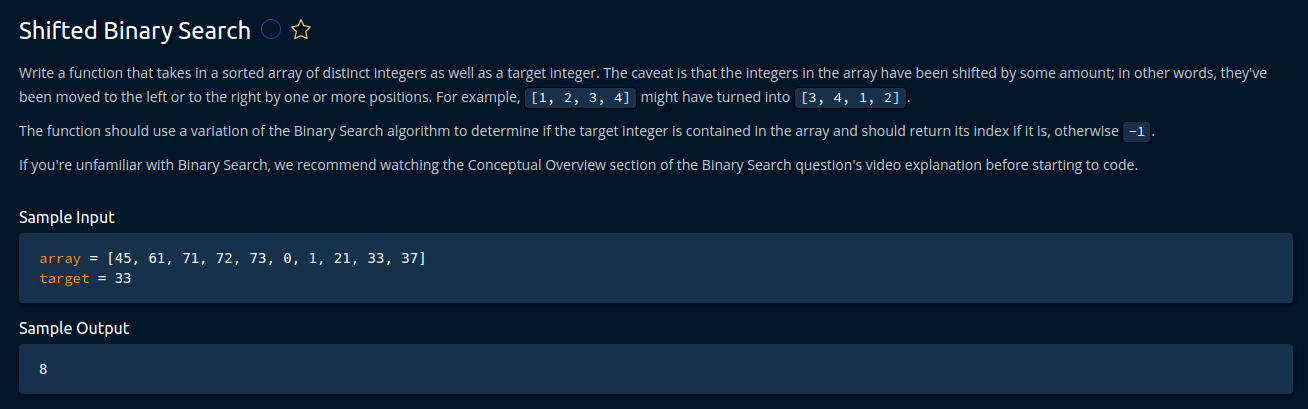 Shifted Binary Search
Write a function that takes in a sorted array of distinct integers as well as a target integer. The caveat is that the integers in the array have been shifted by some amount; in other words, they've
been moved to the left or to the right by one or more positions. For example, [1, 2, 3, 4] might have turned into [3, 4, 1, 2].
The function should use a variation of the Binary Search algorithm to determine if the target integer is contained in the array and should return its index if it is, otherwise -1.
If you're unfamiliar with Binary Search, we recommend watching the Conceptual Overview section of the Binary Search question's video explanation before starting to code.
Sample Input
array = [45, 61, 71, 72, 73, 0, 1, 21, 33, 37]
target = 33
Sample Output
8